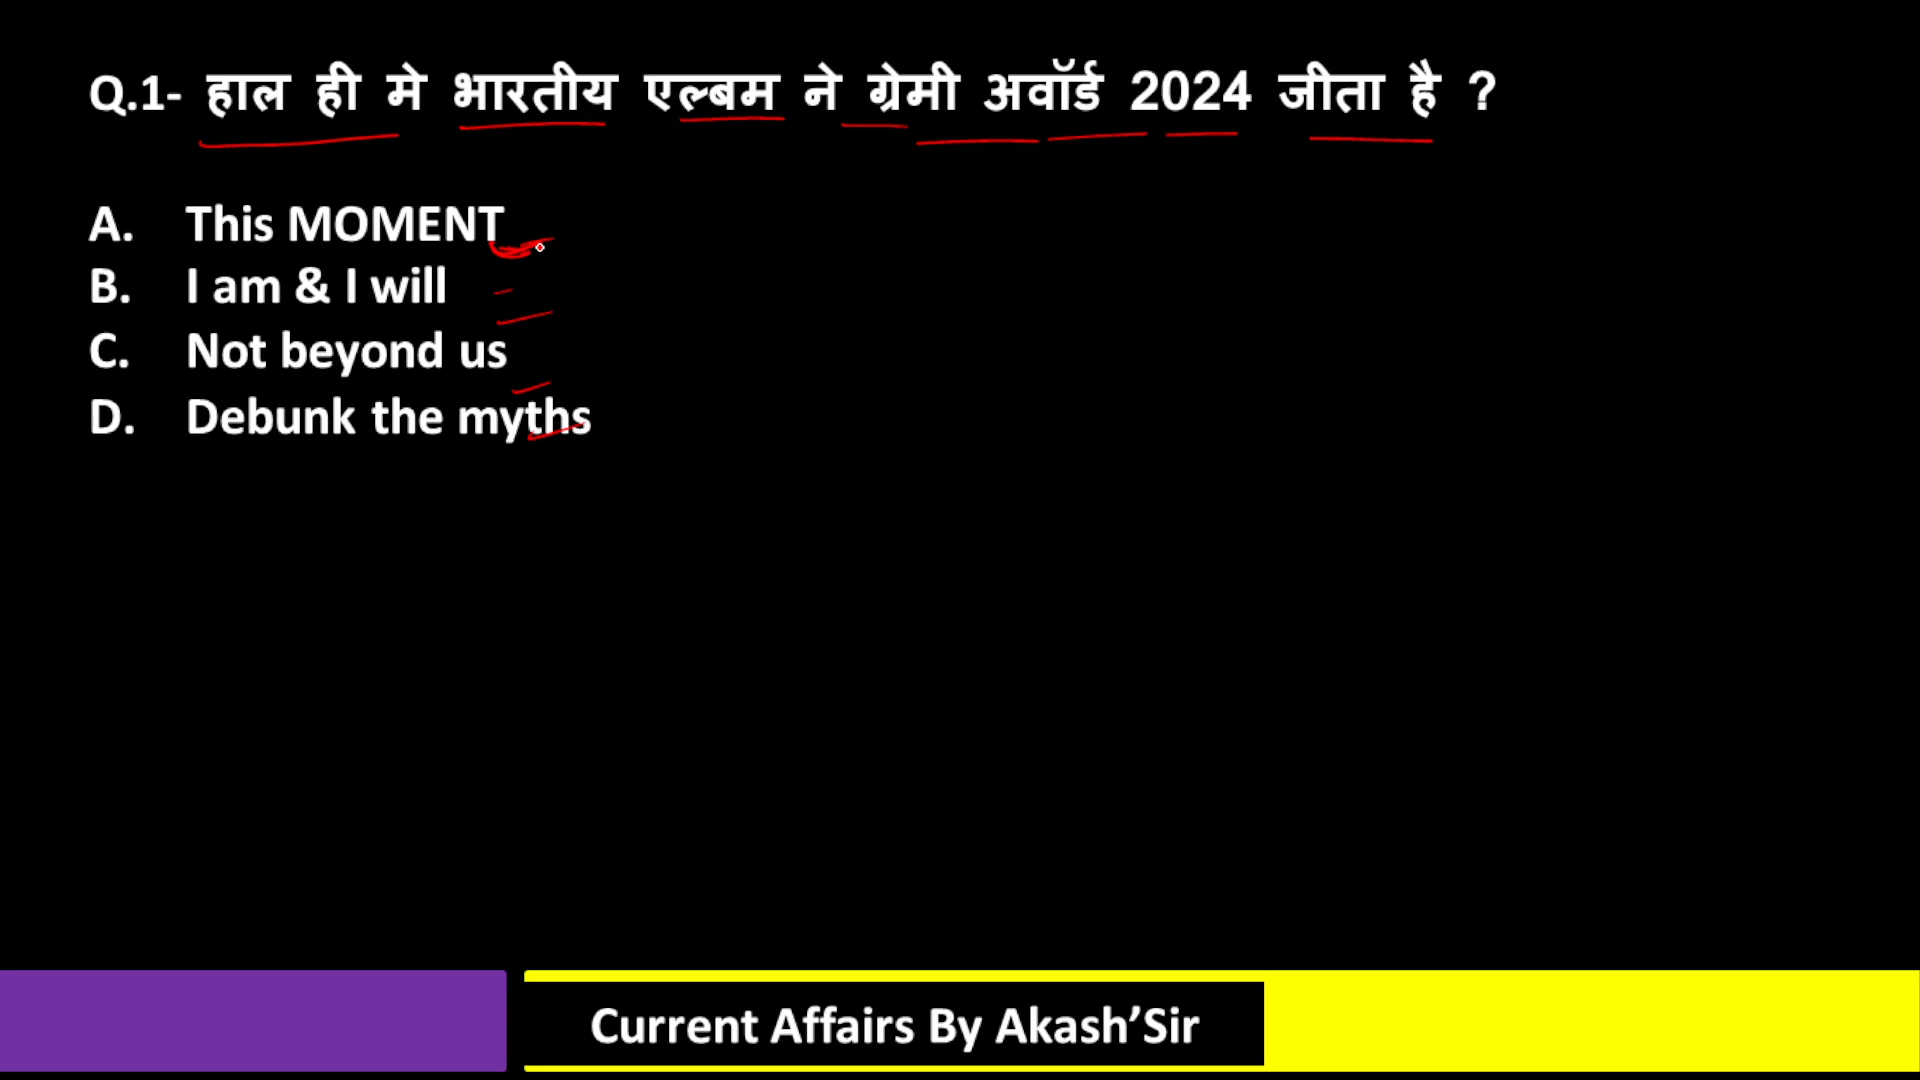 Q.1- हाल ही मे भारतीय एल्बम ने ग्रेमी अवॉर्ड 2024 जीता है ?
A. This MOMENT
B. I am & I will
C. Not beyond us
D. Debunk the myths
Current Affairs By Akash’Sir